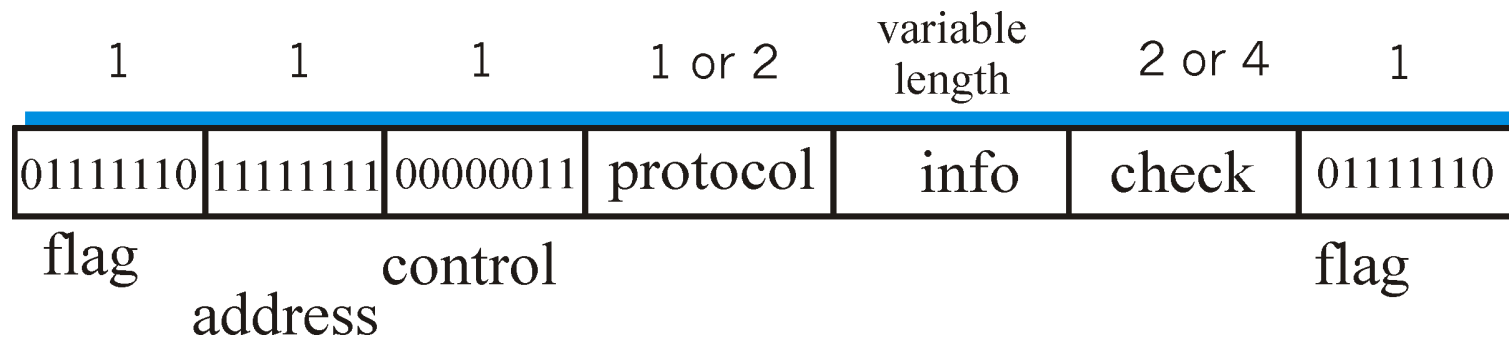 1 1 1 1 or 2 variable length 2 or 4 1
01111110 11111111 00000011 protocol info check 01111110
flag address control flag